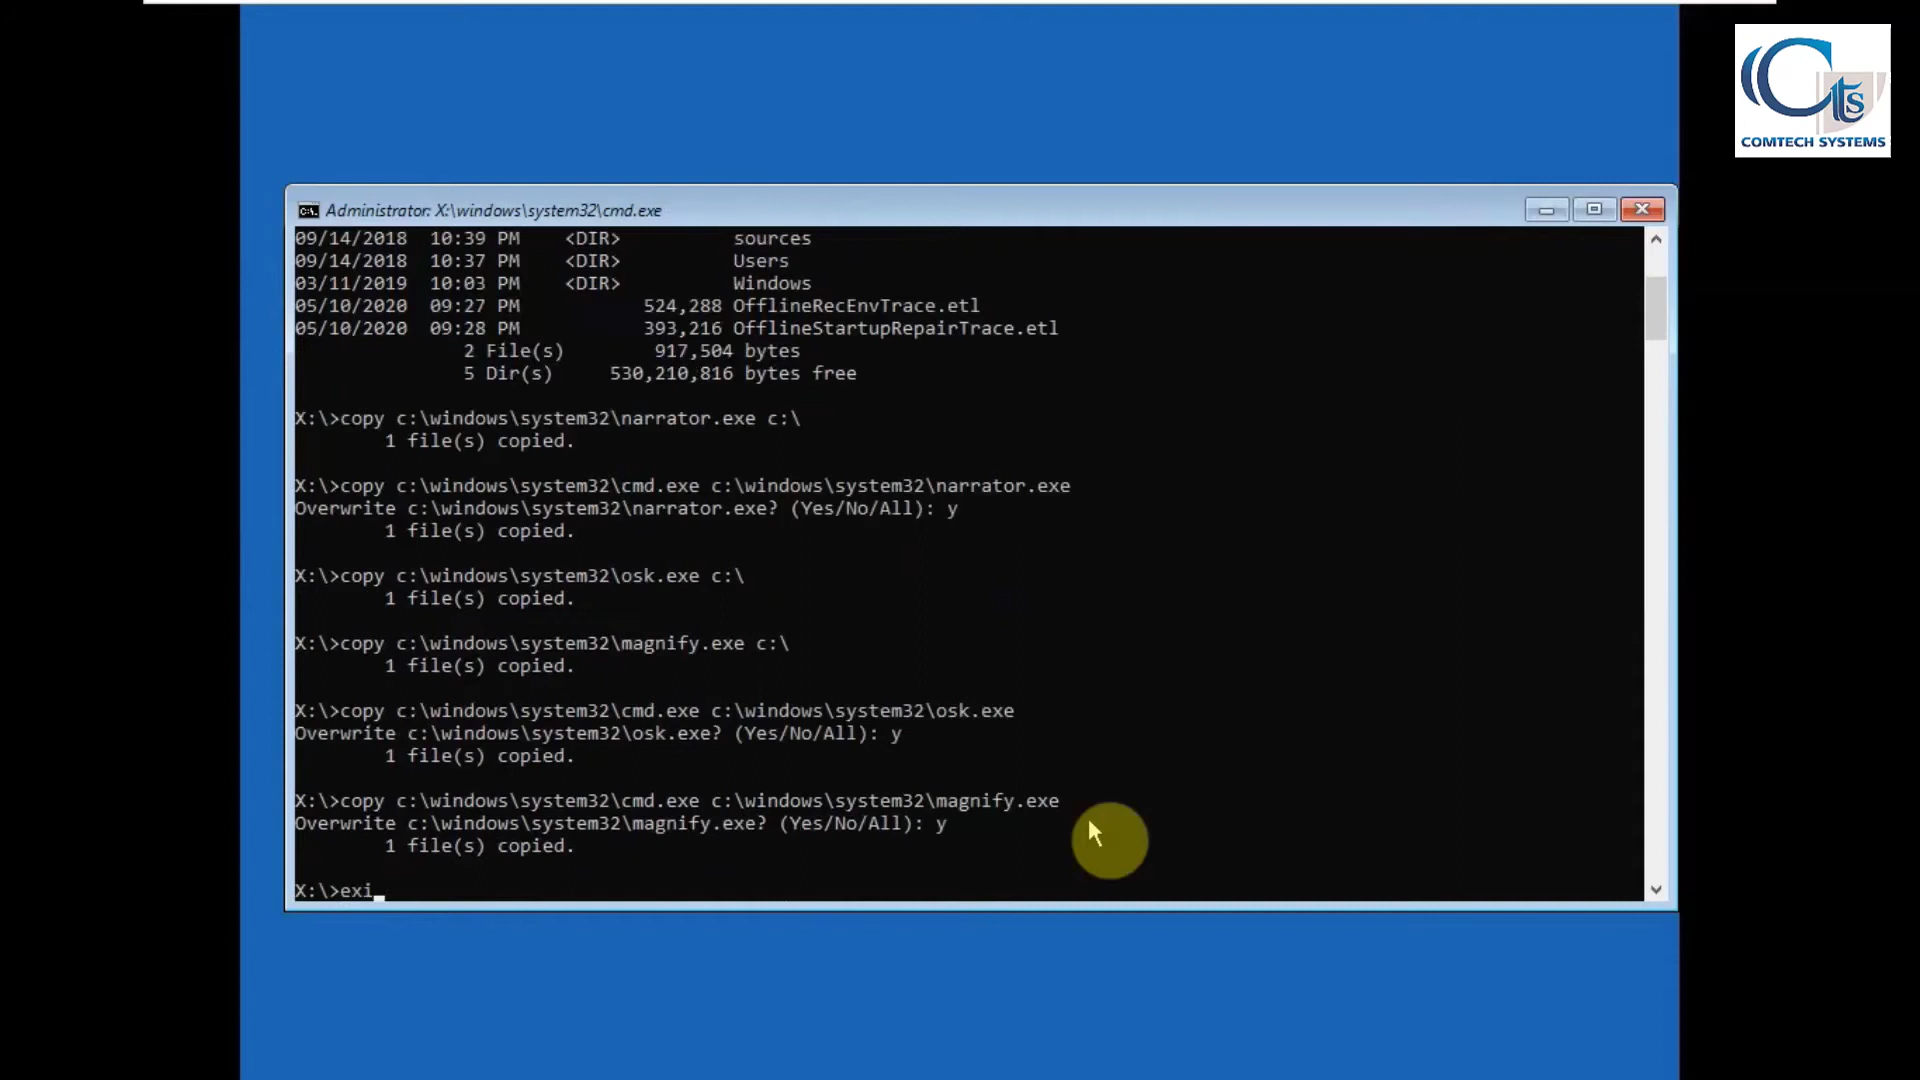 COMTECH SYSTEMS
Administrator: X:\windows\system32\cmd.exe
09/14/2018  10:39 PM    <DIR>          sources
09/14/2018  10:37 PM    <DIR>          Users
03/11/2019  10:03 PM    <DIR>          Windows
05/10/2020  09:27 PM           524,288 OfflineRecEnvTrace.etl
05/10/2020  09:28 PM           393,216 OfflineStartupRepairTrace.etl
               2 File(s)        917,504 bytes
               5 Dir(s)     530,210,816 bytes free
X:\>copy c:\windows\system32\narrator.exe c:\
        1 file(s) copied.
X:\>copy c:\windows\system32\cmd.exe c:\windows\system32\narrator.exe
Overwrite c:\windows\system32\narrator.exe? (Yes/No/All): y
        1 file(s) copied.
X:\>copy c:\windows\system32\osk.exe c:\
        1 file(s) copied.
X:\>copy c:\windows\system32\magnify.exe c:\
        1 file(s) copied.
X:\>copy c:\windows\system32\cmd.exe c:\windows\system32\osk.exe
Overwrite c:\windows\system32\osk.exe? (Yes/No/All): y
        1 file(s) copied.
X:\>copy c:\windows\system32\cmd.exe c:\windows\system32\magnify.exe
Overwrite c:\windows\system32\magnify.exe? (Yes/No/All): y
        1 file(s) copied.
X:\>exi